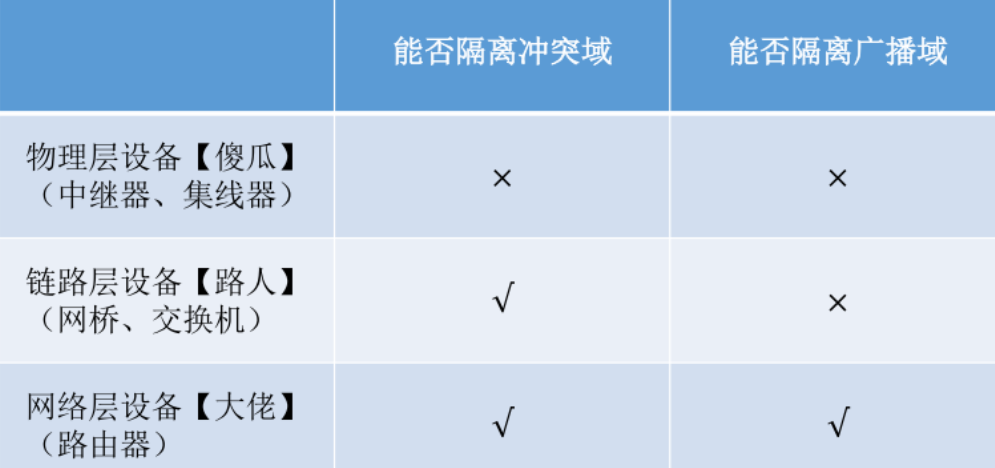 能否隔离冲突域 能否隔离广播域
物理层设备【傻瓜】
（中继器、集线器） × ×
链路层设备【路人】
（网桥、交换机） √ ×
网络层设备【大佬】
（路由器） √ √